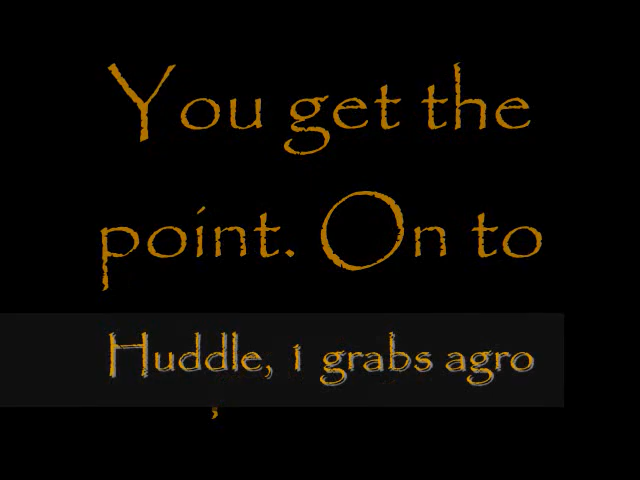 You get the
point. On to
Huddle, 1 grabs agro